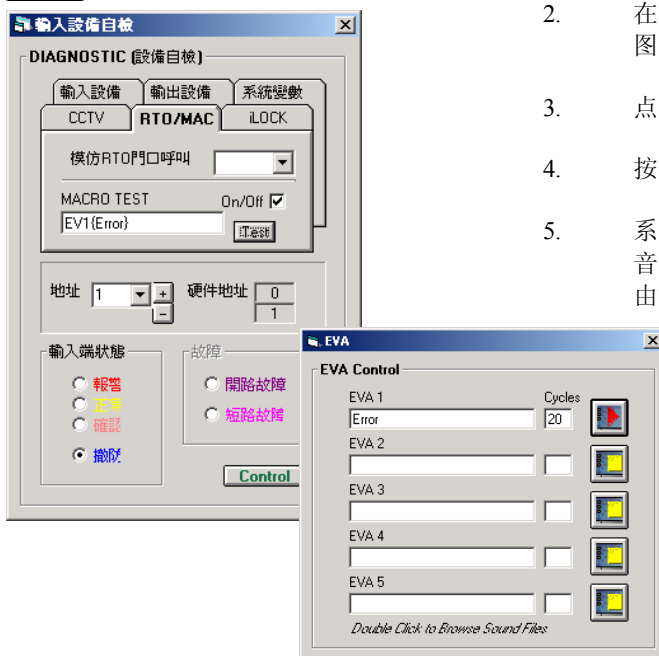 輸入設備自檢
DIAGNOSTIC (設備自檢)
輸入設備 輸出設備 系統變數
CCTV RTO/MAC iLOCK
模仿RTO門口呼叫
MACRO TEST On/Off
EV1{Error}
Test
地址 1 + - 硬件地址 0
1
輸入端狀態
報警
正常
確認
撤防
故障
開路故障
短路故障
Control
2. 在
图
3. 点
4. 按
5. 系
音
由
EVA
EVA Control
EVA 1 Cycles
Error 20
EVA 2
EVA 3
EVA 4
EVA 5
Double Click to Browse Sound Files